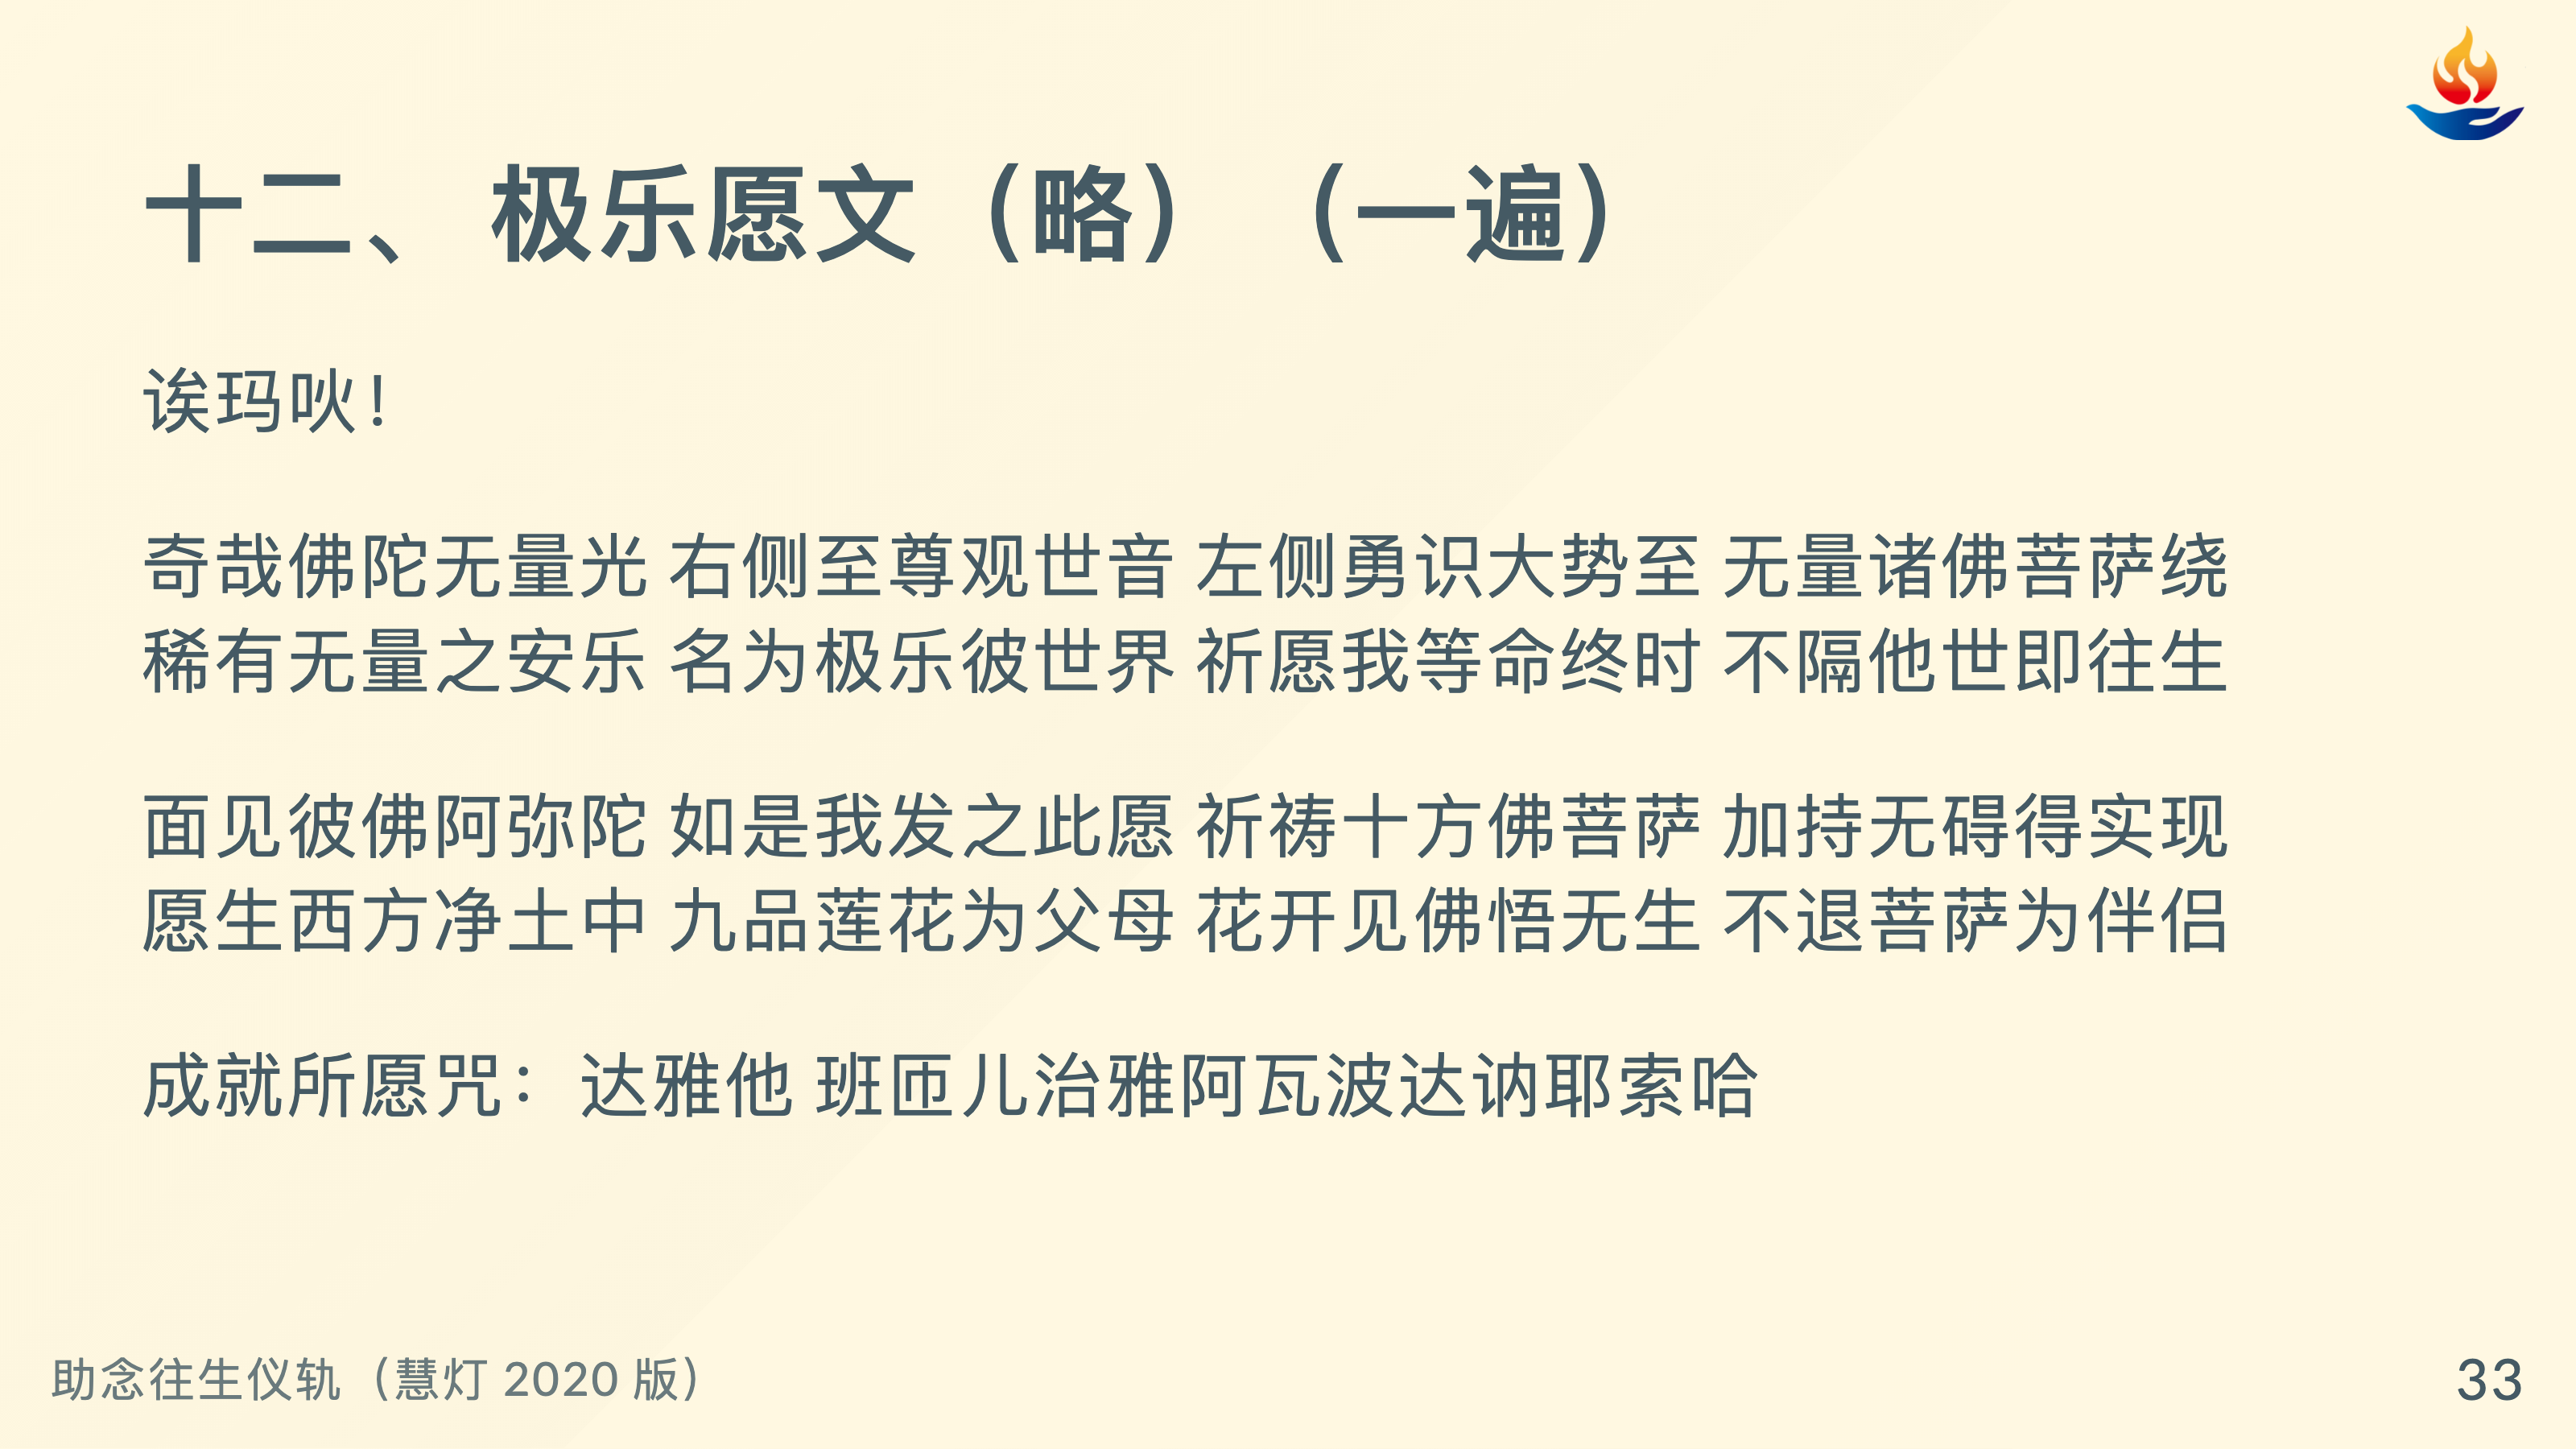 十二、 极乐愿文（略）（一遍）
诶玛吙！
奇哉佛陀无量光 右侧至尊观世音 左侧勇识大势至 无量诸佛菩萨绕
稀有无量之安乐 名为极乐彼世界 祈愿我等命终时 不隔他世即往生
面见彼佛阿弥陀 如是我发之此愿 祈祷十方佛菩萨 加持无碍得实现
愿生西方净土中 九品莲花为父母 花开见佛悟无生 不退菩萨为伴侣
成就所愿咒：达雅他 班匝儿治雅阿瓦波达讷耶索哈
助念往生仪轨（慧灯 2020 版）
33